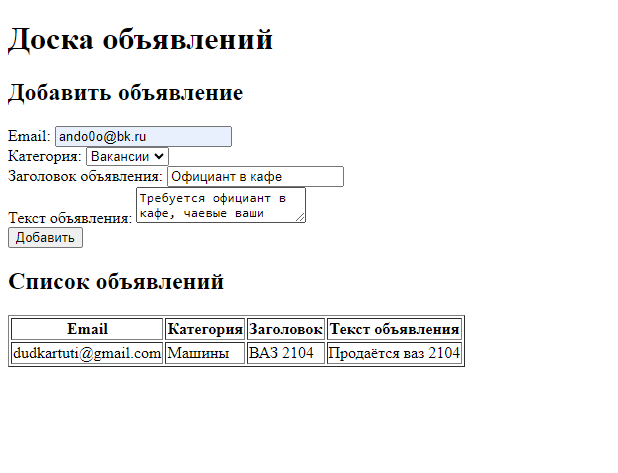 Доска объявлений
Добавить объявление
Email: ando0o@bk.ru
Категория: Вакансии
Заголовок объявления: Официант в кафе
Текст объявления: Требуется официант в
кафе, чаевые ваши
Добавить
Список объявлений
Email Категория Заголовок Текст объявления
dudkartuti@gmail.com Машины ВАЗ 2104 Продаётся ваз 2104